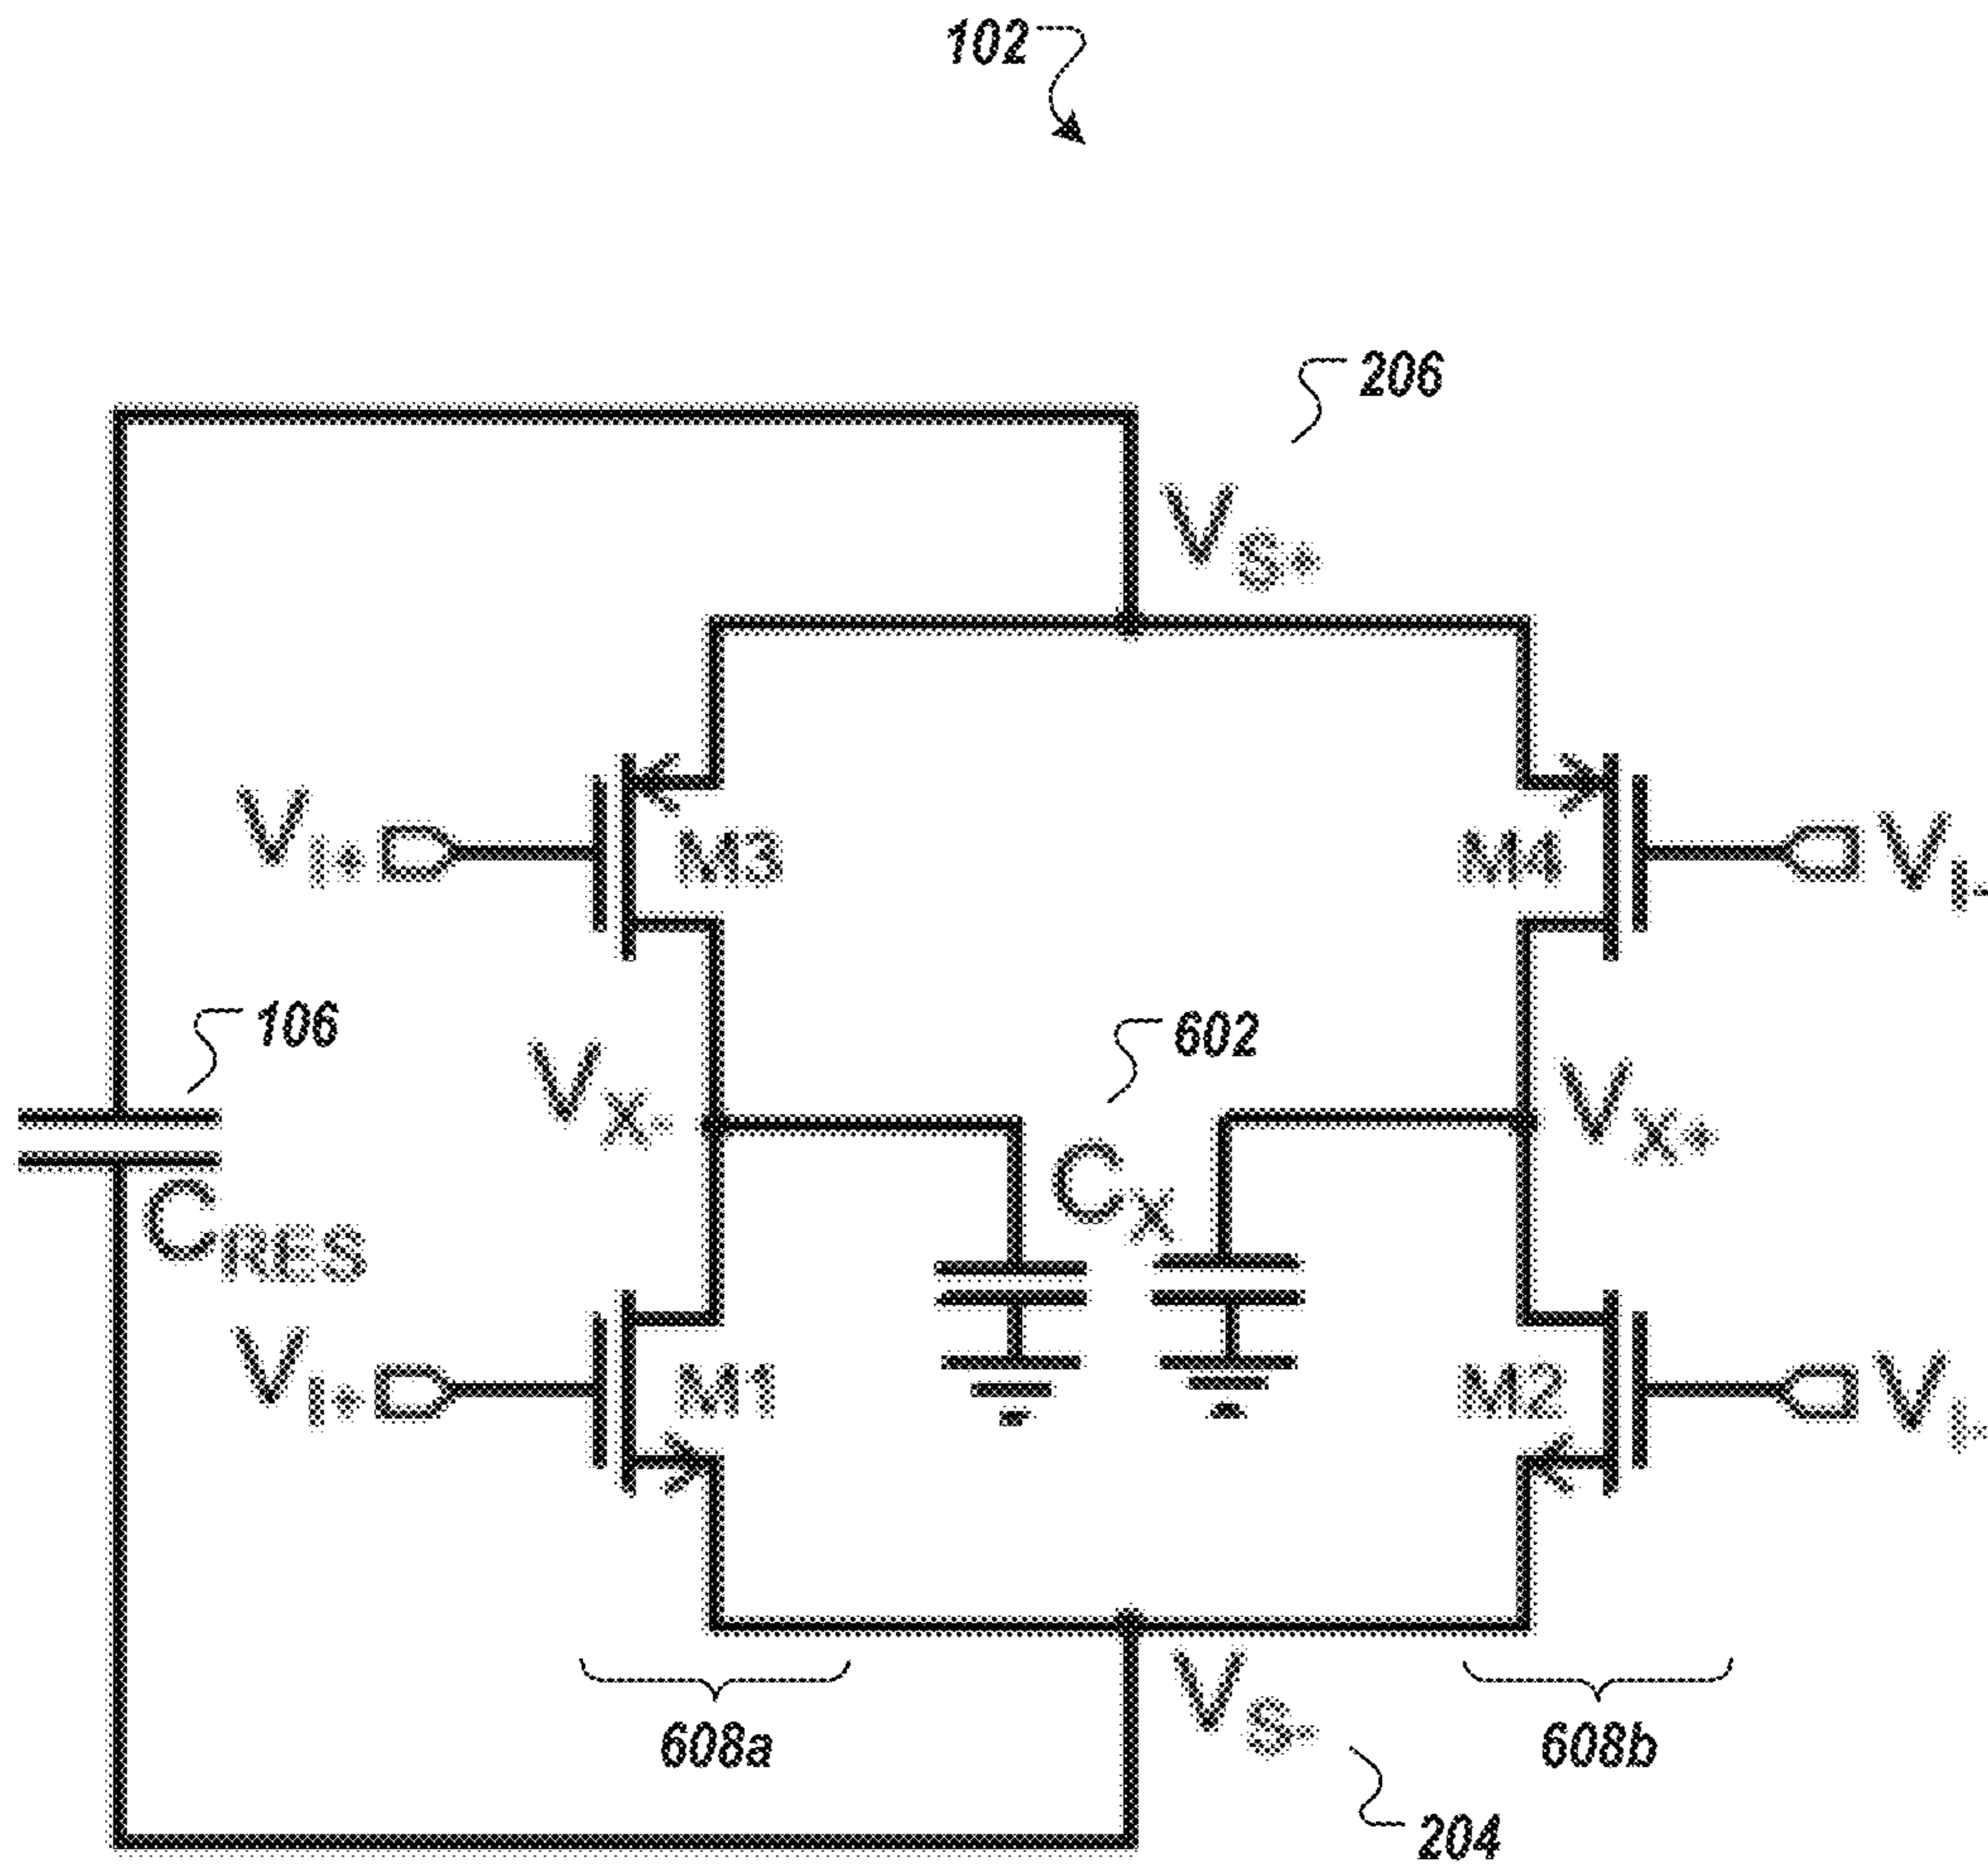 102
206
VS+
VI+
M3
M4
VI-
106
VX-
602
CX
VX+
CRES
VI+
M1
M2
VI-
608a
VS-
608b
204